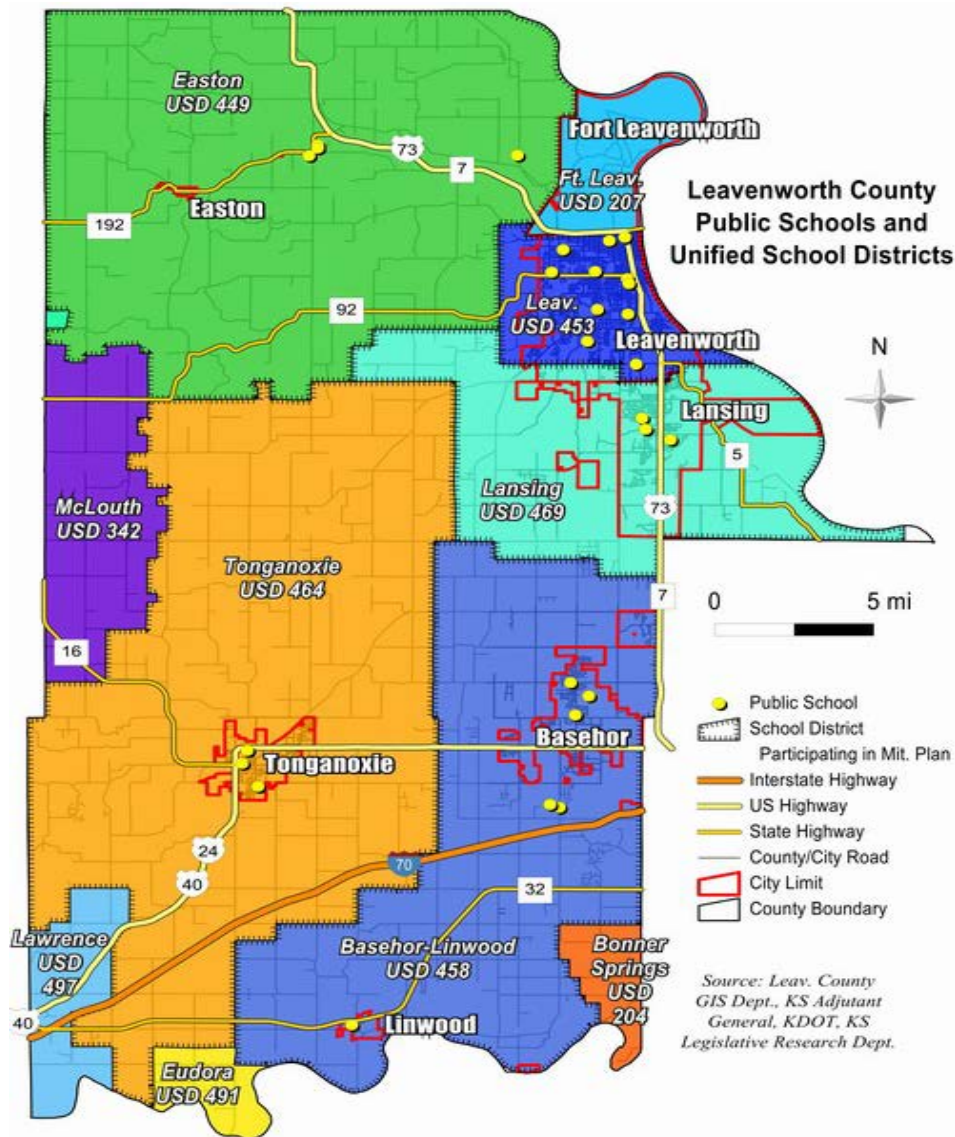 Leavenworth County
Public Schools and
Unified School Districts
Easton
USD 449
Fort Leavenworth
73
7
Ft. Leav.
USD 207
Easton
192
92
Leav.
USD 453
Leavenworth
N
Lansing
5
McLouth
USD 342
Lansing
USD 469
73
Tonganoxie
USD 464
7
0 5 mi
16
Public School
School District
Participating in Mit. Plan
Interstate Highway
US Highway
State Highway
County/City Road
City Limit
County Boundary
Basehor
Tonganoxie
24
70
40
32
Lawrence
USD
497
Basehor-Linwood
USD 458
Bonner
Springs
USD
204
40
Linwood
Eudora
USD 491
Source: Leav. County
GIS Dept., KS Adjutant
General, KDOT, KS
Legislative Research Dept.